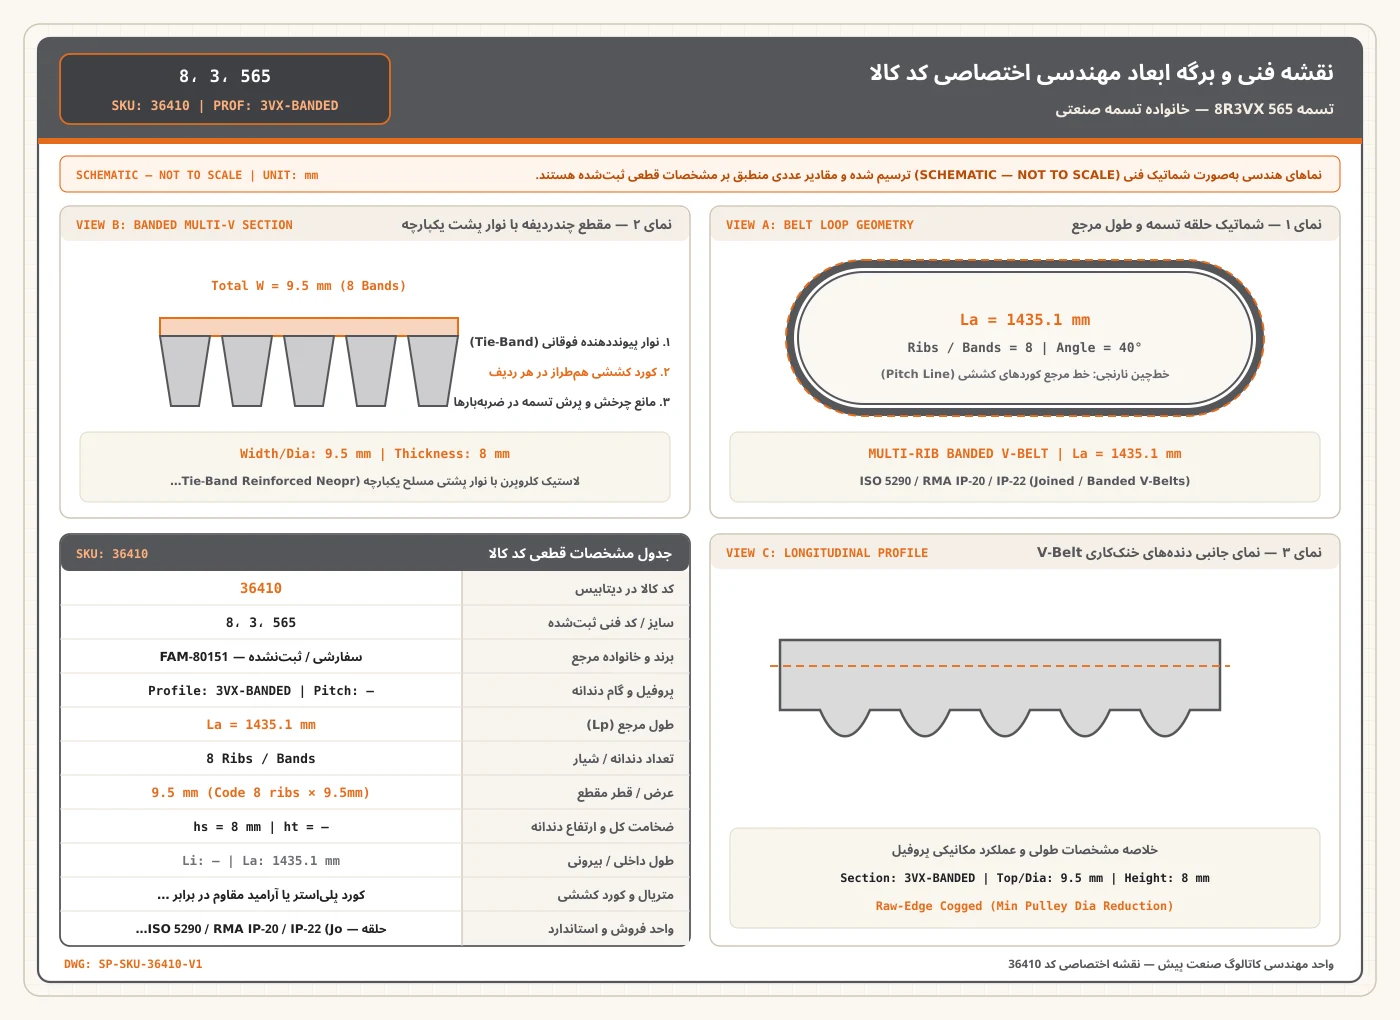 نقشه فنی و برگه ابعاد مهندسی اختصاصی کد کالا
تسمه 8R3VX 565 — خانواده تسمه صنعتی
8، 3، 565
SKU: 36410 | PROF: 3VX-BANDED
نماهای هندسی به‌صورت شماتیک فنی (SCHEMATIC — NOT TO SCALE) ترسیم شده و مقادیر عددی منطبق بر مشخصات قطعی ثبت‌شده هستند.
SCHEMATIC — NOT TO SCALE | UNIT: mm
نمای ۱ — شماتیک حلقه تسمه و طول مرجع
VIEW A: BELT LOOP GEOMETRY
La = 1435.1 mm
Ribs / Bands = 8 | Angle = 40°
خط‌چین نارنجی: خط مرجع کوردهای کششی (Pitch Line)
MULTI-RIB BANDED V-BELT | La = 1435.1 mm
ISO 5290 / RMA IP-20 / IP-22 (Joined / Banded V-Belts)
نمای ۲ — مقطع چندردیفه با نوار پشت یکپارچه
VIEW B: BANDED MULTI-V SECTION
Total W = 9.5 mm (8 Bands)
۱. نوار پیونددهنده فوقانی (Tie-Band)
۲. کورد کششی هم‌طراز در هر ردیف
۳. مانع چرخش و پرش تسمه در ضربه‌بارها
Width/Dia: 9.5 mm | Thickness: 8 mm
لاستیک کلروپرن با نوار پشتی مسلح یکپارچه (Tie-Band Reinforced Neopr...
نمای ۳ — نمای جانبی دنده‌های خنک‌کاری V-Belt
VIEW C: LONGITUDINAL PROFILE
خلاصه مشخصات طولی و عملکرد مکانیکی پروفیل
Section: 3VX-BANDED | Top/Dia: 9.5 mm | Height: 8 mm
Raw-Edge Cogged (Min Pulley Dia Reduction)
جدول مشخصات قطعی کد کالا
SKU: 36410
کد کالا در دیتابیس
36410
سایز / کد فنی ثبت‌شده
8، 3، 565
برند و خانواده مرجع
سفارشی / ثبت‌نشده — FAM-80151
پروفیل و گام دندانه
Profile: 3VX-BANDED | Pitch: —
طول مرجع (Lp)
La = 1435.1 mm
تعداد دندانه / شیار
8 Ribs / Bands
عرض / قطر مقطع
9.5 mm (Code 8 ribs × 9.5mm)
ضخامت کل و ارتفاع دندانه
hs = 8 mm | ht = —
طول داخلی / بیرونی
Li: — | La: 1435.1 mm
متریال و کورد کششی
کورد پلی‌استر یا آرامید مقاوم در برابر ...
واحد فروش و استاندارد
حلقه — ISO 5290 / RMA IP-20 / IP-22 (Jo...
واحد مهندسی کاتالوگ صنعت پیش — نقشه اختصاصی کد 36410
DWG: SP-SKU-36410-V1